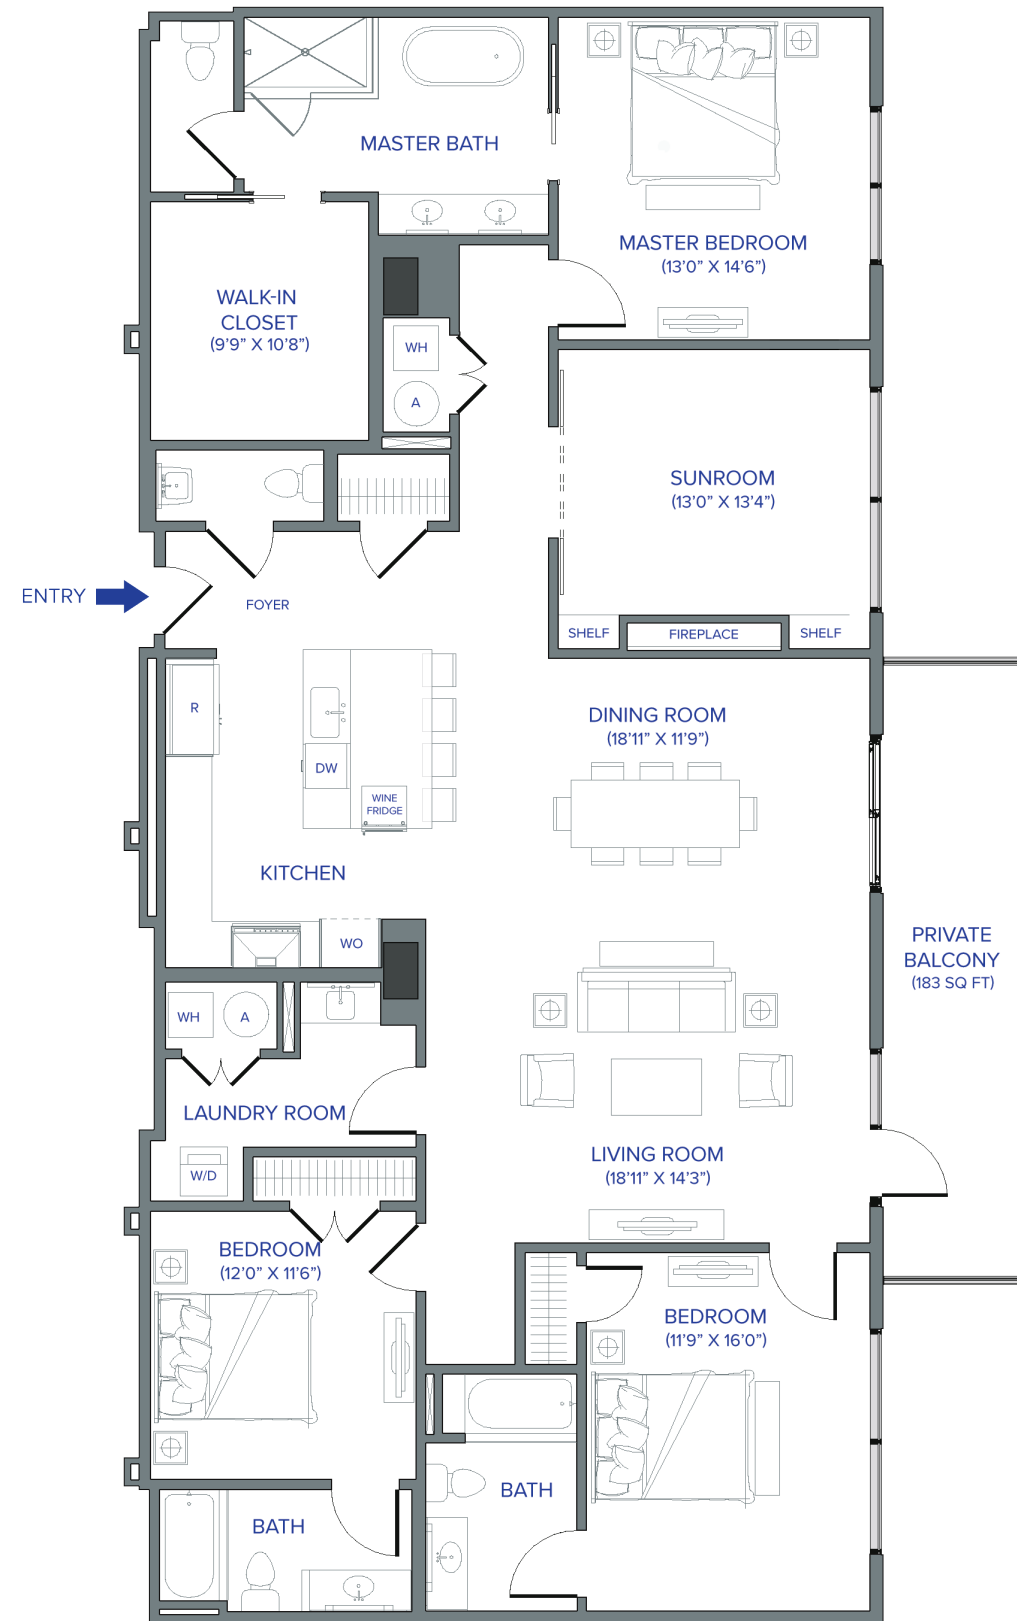 MASTER BATH
MASTER BEDROOM
(13'0” X 14'6”)
WALK-IN
CLOSET
(9'9” X 10'8”)
WH
A
SUNROOM
(13'0” X 13'4”)
ENTRY
FOYER
SHELF
FIREPLACE
SHELF
R
DINING ROOM
(18'11” X 11'9”)
DW
WINE
FRIDGE
KITCHEN
WO
PRIVATE
BALCONY
(183 SQ FT)
WH
A
LAUNDRY ROOM
W/D
LIVING ROOM
(18'11” X 14'3”)
BEDROOM
(12'0” X 11'6”)
BEDROOM
(11'9” X 16'0”)
BATH
BATH